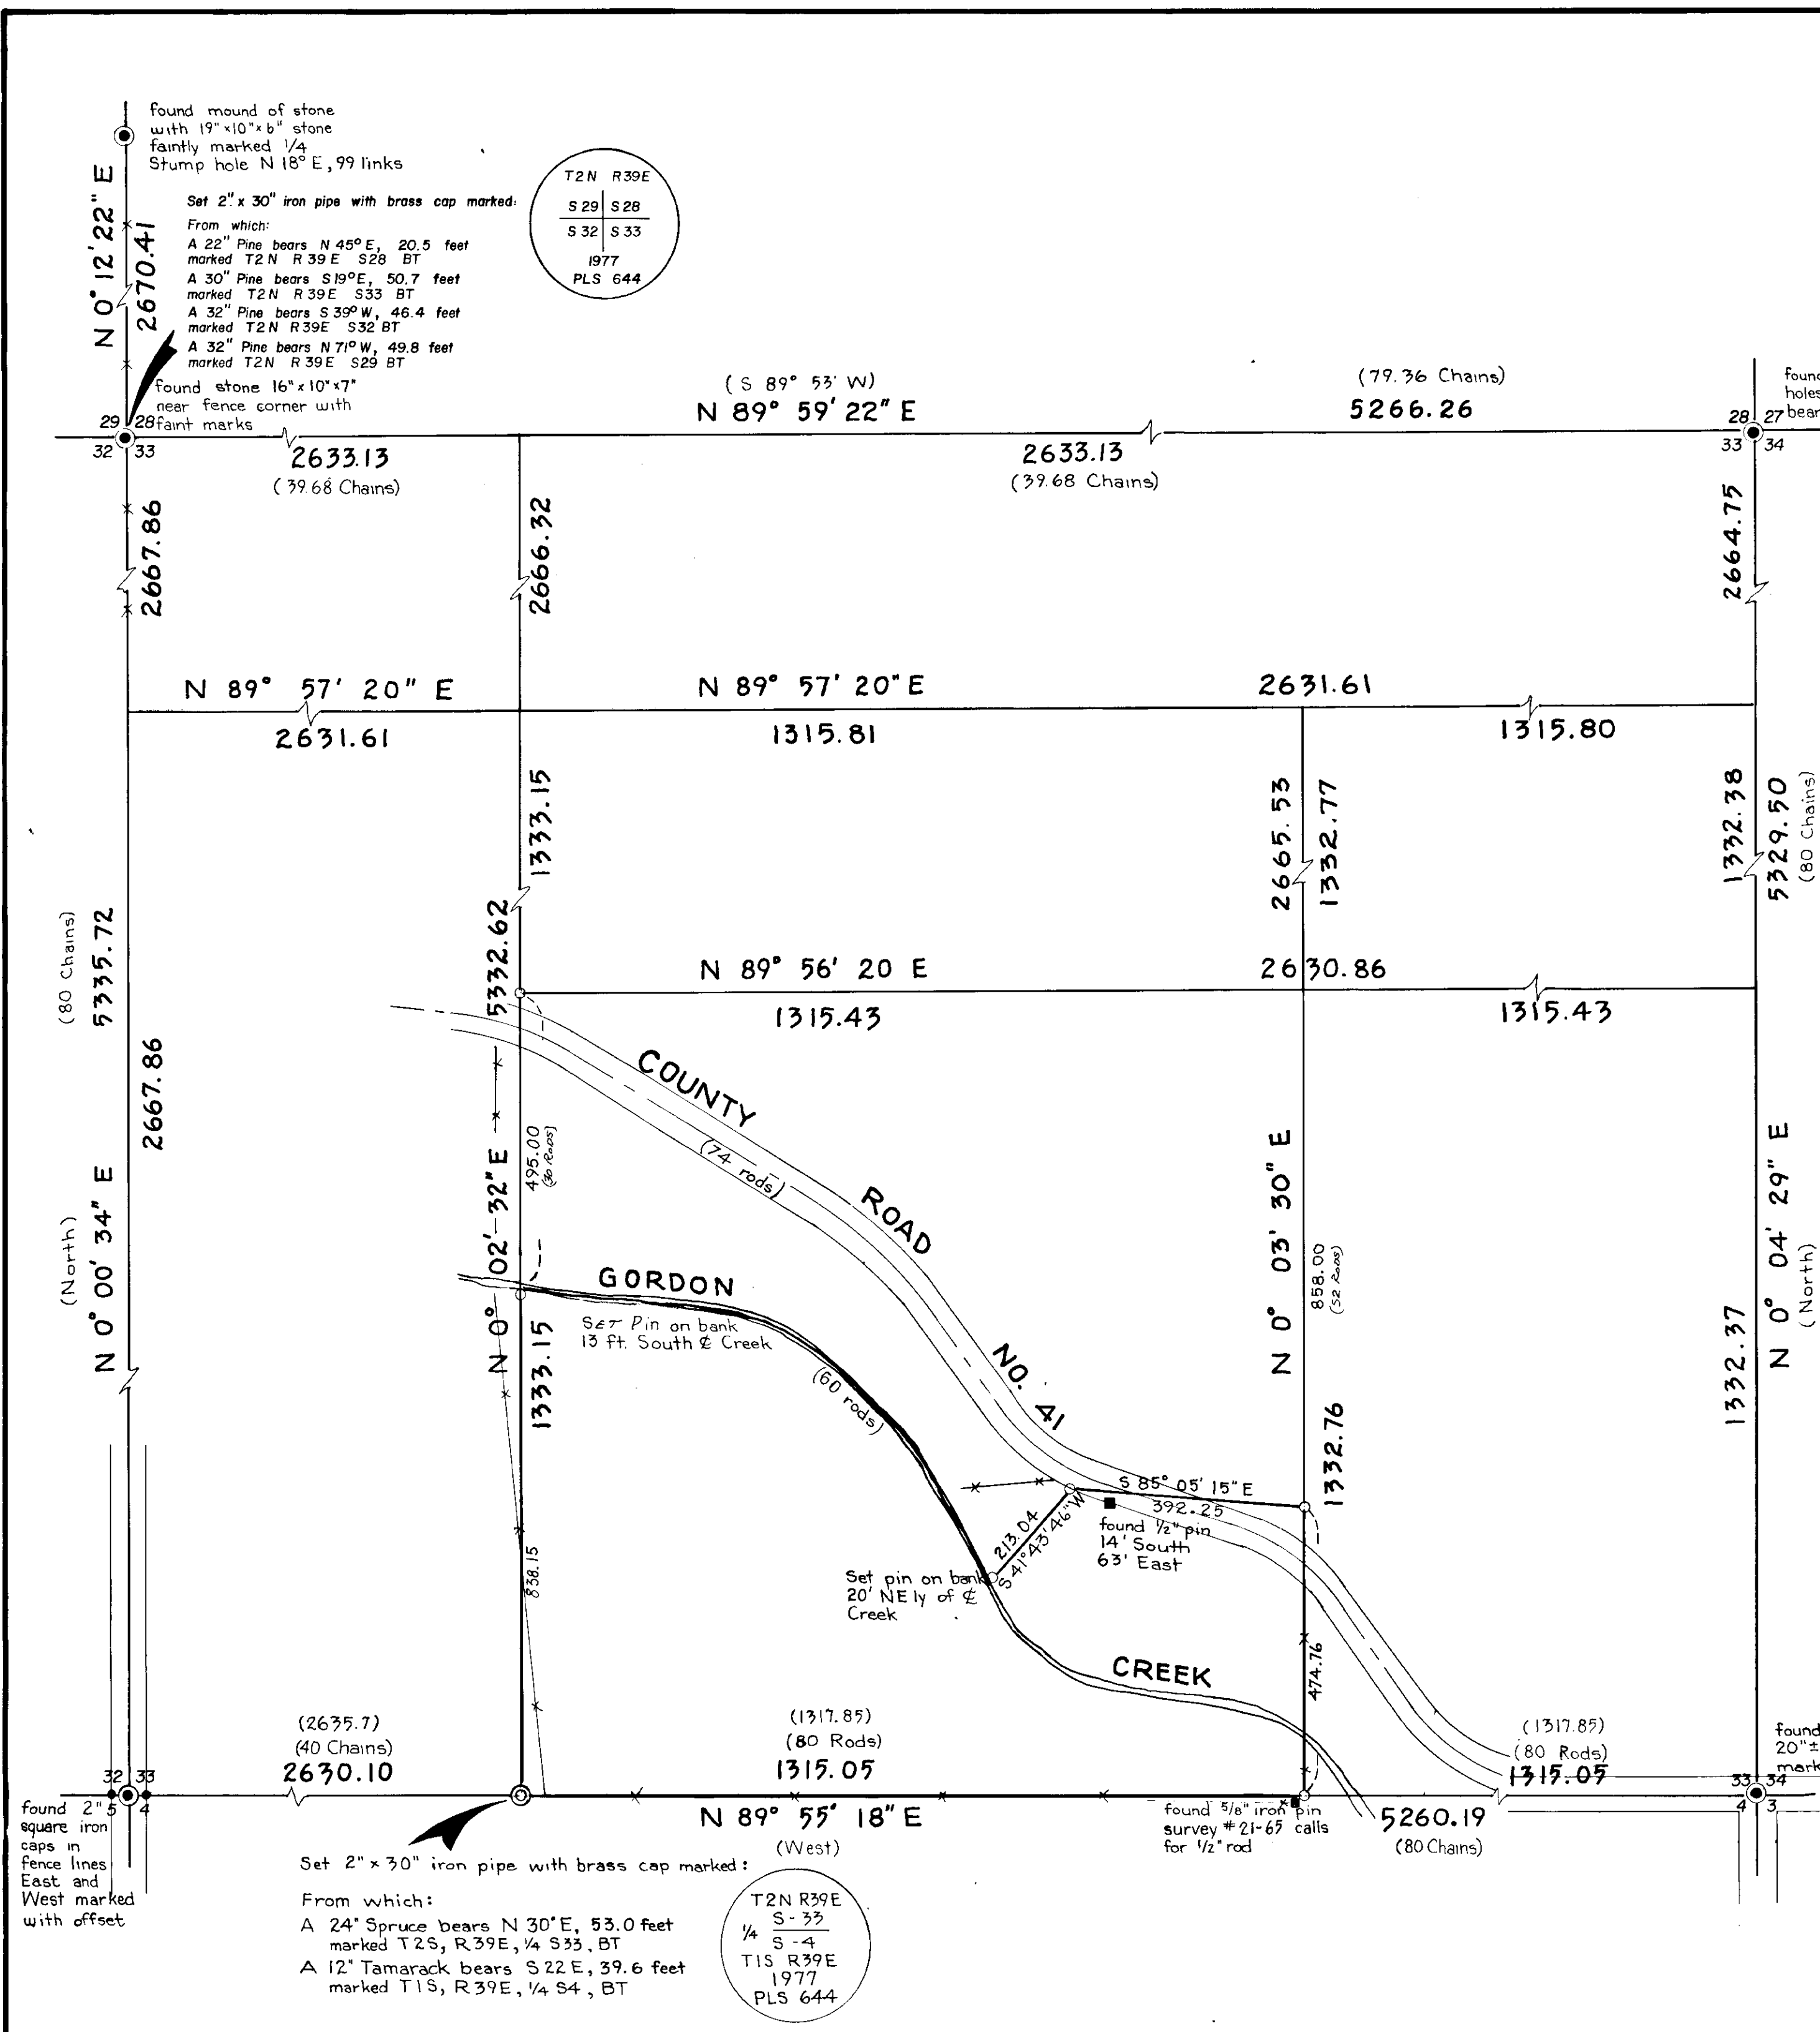 found mound of stone
with 19" x10" x 6" stone
faintly marked 1/4
Stump hole N 18° E, 99 links
N 0° 12' 22" E
2670.41
Set 2" x 30" iron pipe with brass cap marked:
From which:
A 22" Pine bears N 45° E, 20.5 feet
marked T2N R 39 E S28 BT
A 30" Pine bears S19°E, 50.7 feet
marked T2N R 39E S33 BT
A 32" Pine bears S 39° W, 46.4 feet
marked T2N R39E S32 BT
A 32" Pine bears N 71° W, 49.8 feet
marked T2N R 39E S29 BT
T2N R39E
S 29 S 28
S 32 S 33
1977
PLS 644
found stone 16" x 10" x 7"
near fence corner with
faint marks
29 28
32 33
(S 89° 53' W)
N 89° 59' 22" E
(79.36 Chains)
5266.26
found
holes
bear
28 27
33 34
2633.13
(39.68 Chains)
2633.13
(39.68 Chains)
2667.86
2666.32
2664.75
N 89° 57' 20" E
2631.61
N 89° 57' 20" E
2631.61
1315.81
1315.80
1333.15
2665.53
1332.77
1332.38
5329.50
(80 Chains)
(80 Chains)
5335.72
5332.62
N 89° 56' 20 E
2630.86
1315.43
1315.43
2667.86
(North)
N 0° 00' 34" E
N 0° 02' 32" E
495.00
(30 Rods)
COUNTY
(74 rods)
ROAD
NO. 41
N 0° 03' 30" E
858.00
(52 Rods)
N 0° 04' 29" E
(North)
GORDON
SET Pin on bank
13 ft. South ℄ Creek
(60 rods)
1333.15
1332.76
1332.37
S 85° 05' 15" E
392.25
213.04
S 41° 43' 46" W
found 1/2" pin
14' South
63' East
Set pin on bank
20' NEly of ℄
Creek
838.15
474.76
CREEK
(2635.7)
(40 Chains)
2630.10
(1317.85)
(80 Rods)
1315.05
(1317.85)
(80 Rods)
1315.05
found
20"±
mark
32 33
5 4
33 34
4 3
found 2"
square iron
caps in
fence lines
East and
West marked
with offset
N 89° 55' 18" E
(West)
found 5/8" iron pin
survey # 21-65 calls
for 1/2" rod
5260.19
(80 Chains)
Set 2" x 30" iron pipe with brass cap marked:
From which:
A 24" Spruce bears N 30° E, 53.0 feet
marked T2S, R39E, 1/4 S33, BT
A 12" Tamarack bears S 22 E, 39.6 feet
marked T1S, R39E, 1/4 S4, BT
T2N R39E
1/4 S-33
S-4
T1S R39E
1977
PLS 644